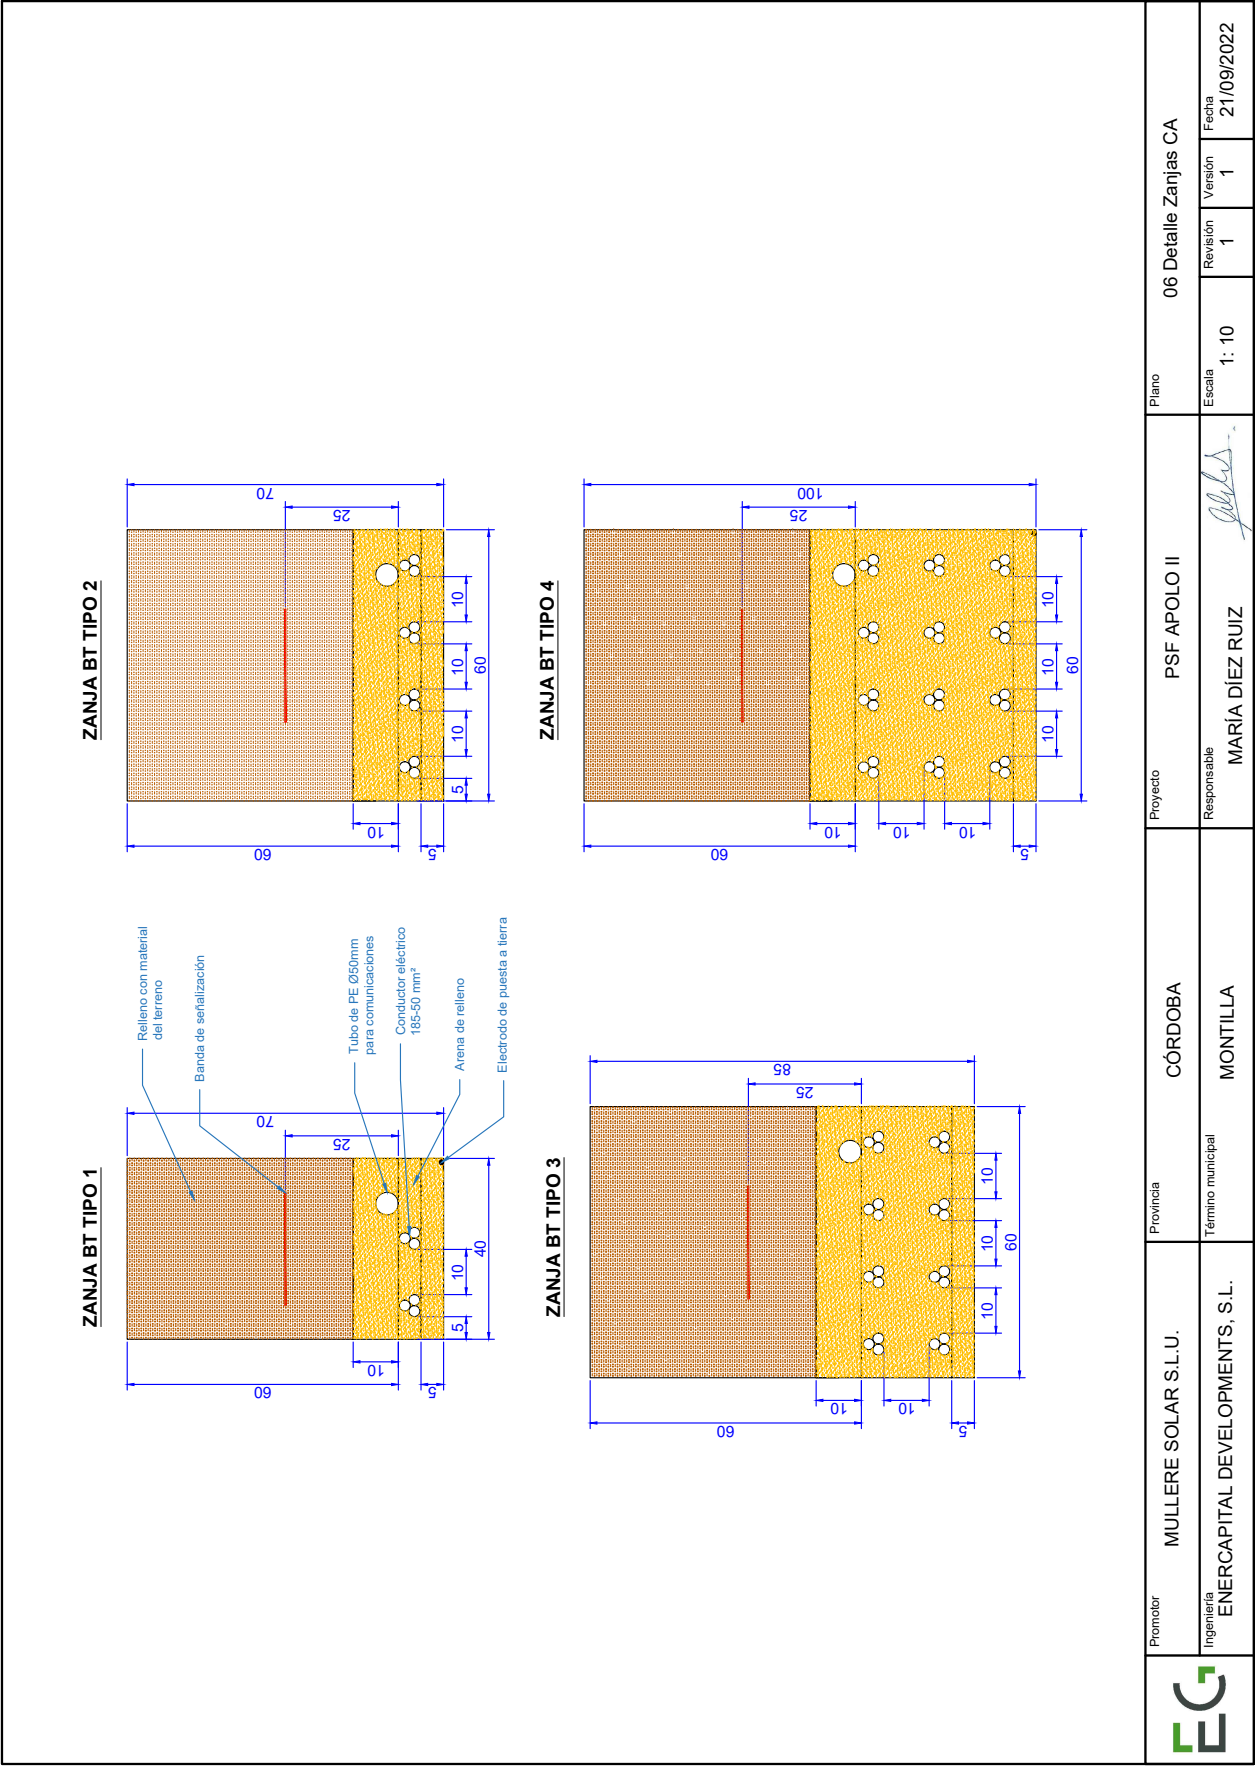 ZANJA BT TIPO 1
60
10
5
5
10
40
25
70
Relleno con material
del terreno
Banda de señalización
Tubo de PE Ø50mm
para comunicaciones
Conductor eléctrico
185-50 mm²
Arena de relleno
Electrodo de puesta a tierra
ZANJA BT TIPO 2
60
10
5
5
10
10
10
60
25
70
ZANJA BT TIPO 3
60
10
10
5
10
10
10
60
25
85
ZANJA BT TIPO 4
60
10
10
10
5
10
10
10
60
25
100
EG
Promotor
MULLERE SOLAR S.L.U.
Provincia
CÓRDOBA
Proyecto
PSF APOLO II
Plano
06 Detalle Zanjas CA
Ingeniería
ENERCAPITAL DEVELOPMENTS, S.L.
Término municipal
MONTILLA
Responsable
MARÍA DÍEZ RUIZ
Escala
1: 10
Revisión
1
Versión
1
Fecha
21/09/2022